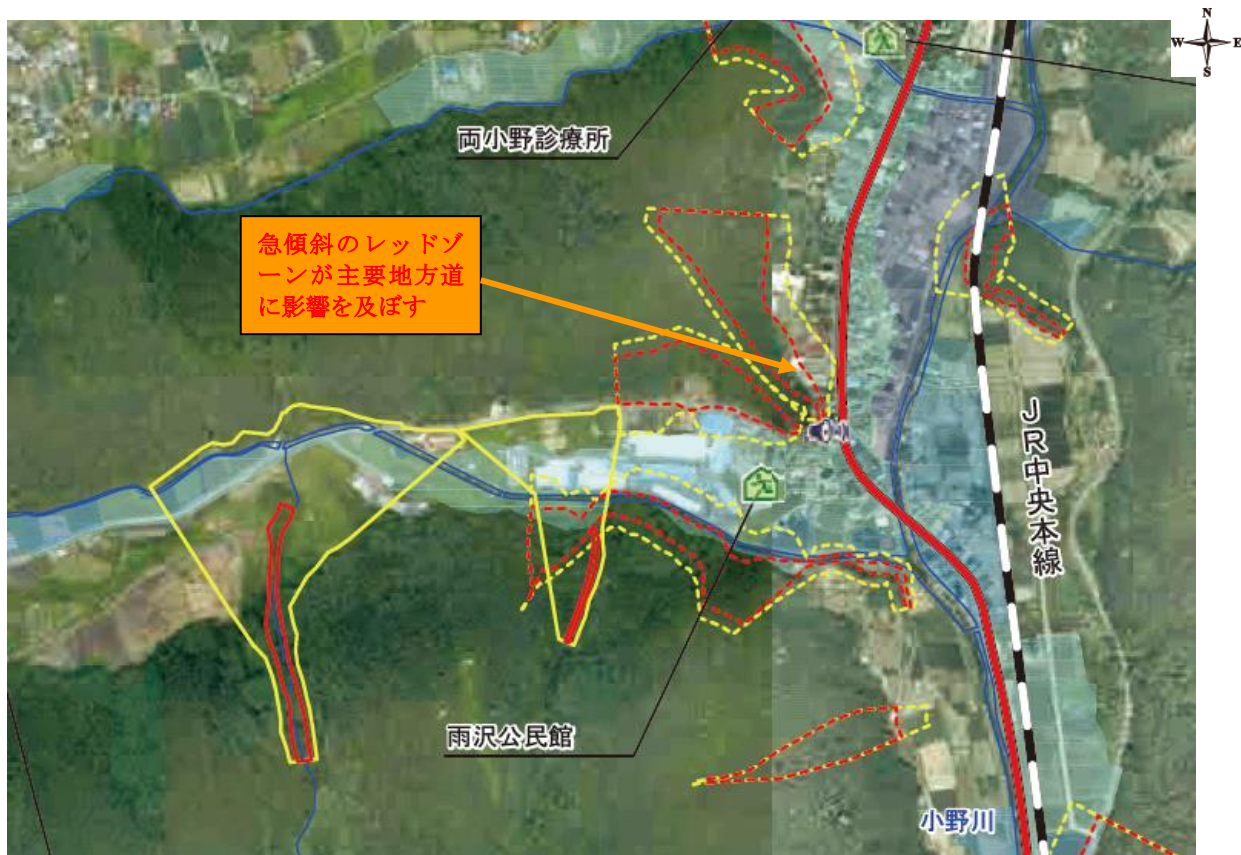 N
W E
S
両小野診療所
急傾斜のレッドゾ
ーンが主要地方道
に影響を及ぼす
JR中央本線
雨沢公民館
小野川